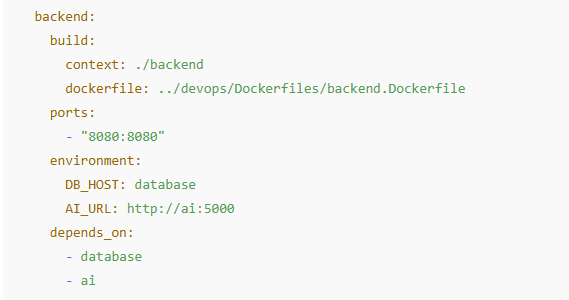 backend:
  build:
    context: ./backend
    dockerfile: ../devops/Dockerfiles/backend.Dockerfile
  ports:
    - "8080:8080"
  environment:
    DB_HOST: database
    AI_URL: http://ai:5000
  depends_on:
    - database
    - ai